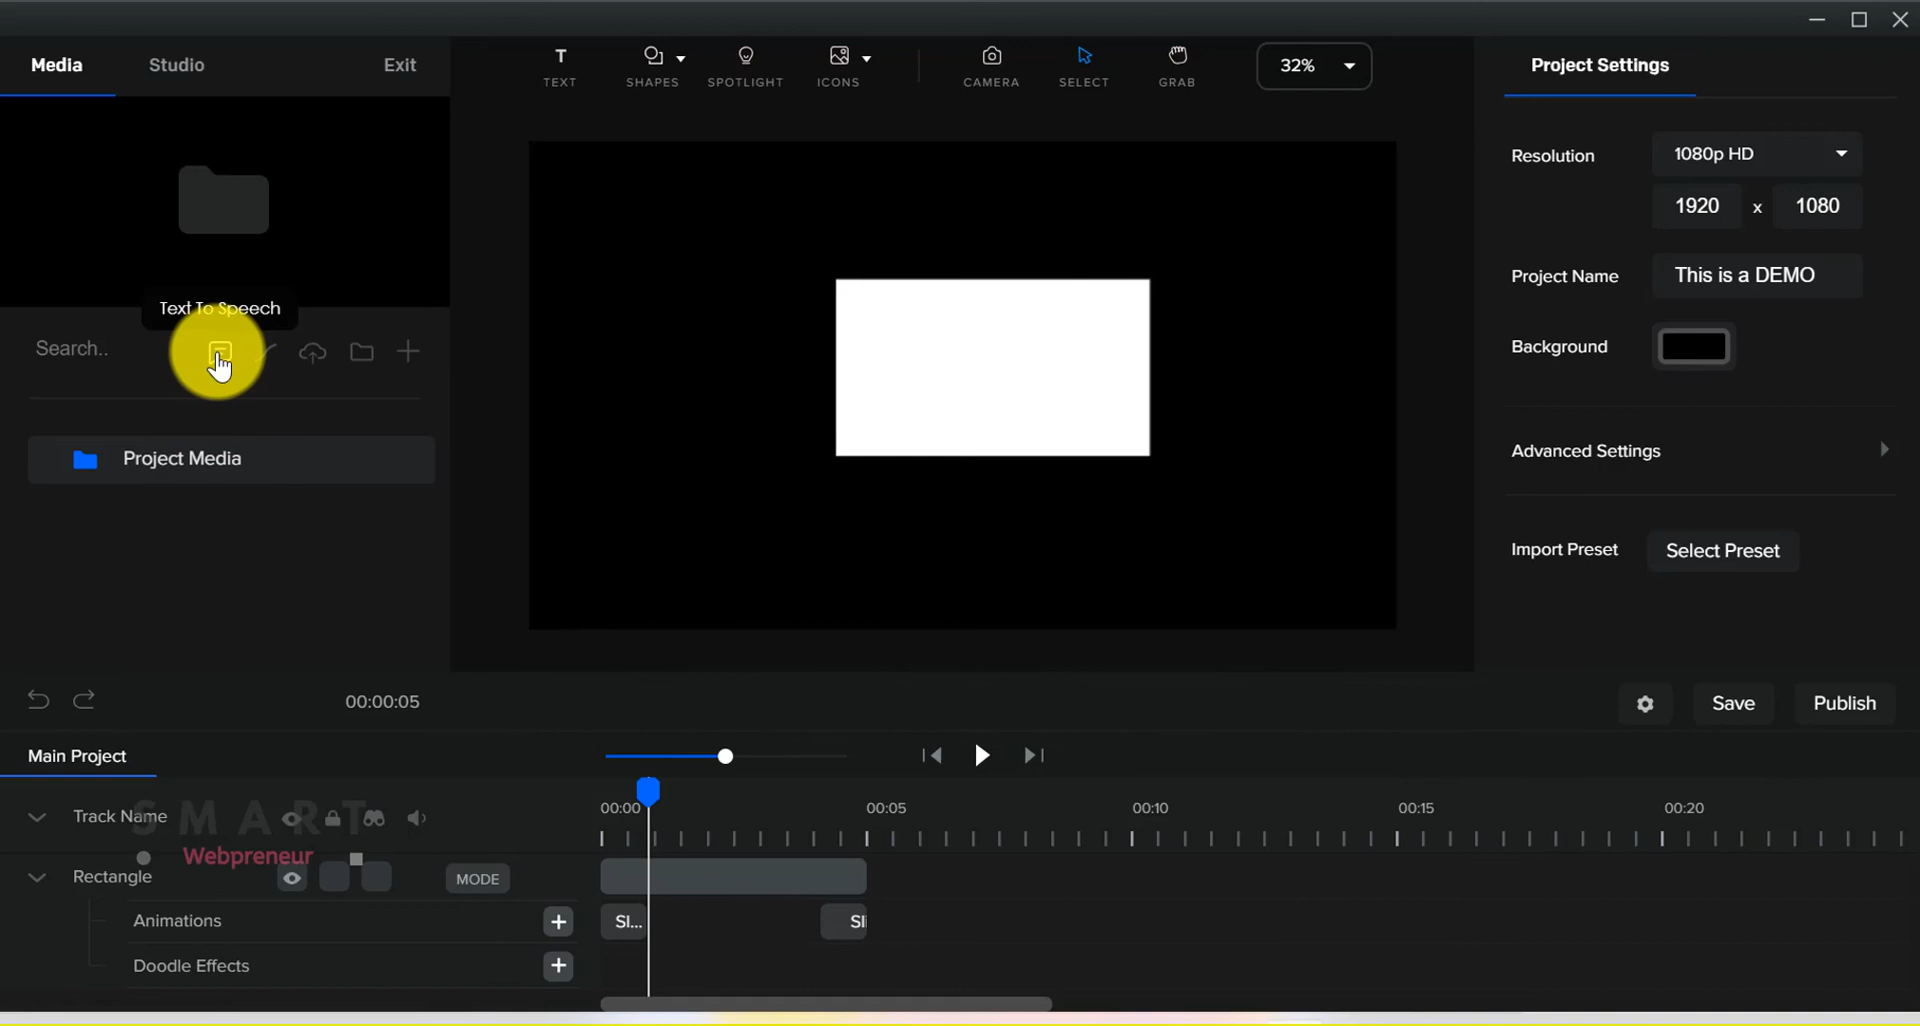 Media
Studio
Exit
TEXT
SHAPES
SPOTLIGHT
ICONS
CAMERA
SELECT
GRAB
32%
Project Settings
Text To Speech
Search..
Project Media
Resolution
1080p HD
1920 x 1080
Project Name
This is a DEMO
Background
Advanced Settings
Import Preset
Select Preset
00:00:05
Save
Publish
Main Project
00:00
00:05
00:10
00:15
00:20
Track Name
SMART
Webpreneur
Rectangle
MODE
Animations
Sl...
Sli
Doodle Effects